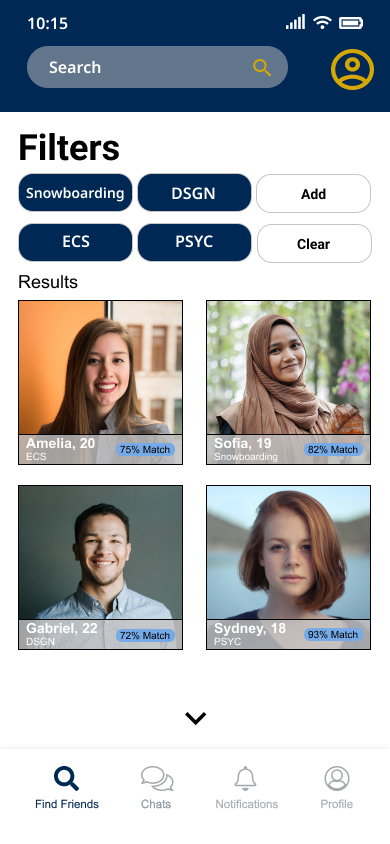 10:15
Search
Filters
Snowboarding
DSGN
Add
ECS
PSYC
Clear
Results
Amelia, 20
ECS
75% Match
Sofia, 19
Snowboarding
82% Match
Gabriel, 22
DSGN
72% Match
Sydney, 18
PSYC
93% Match
Find Friends
Chats
Notifications
Profile